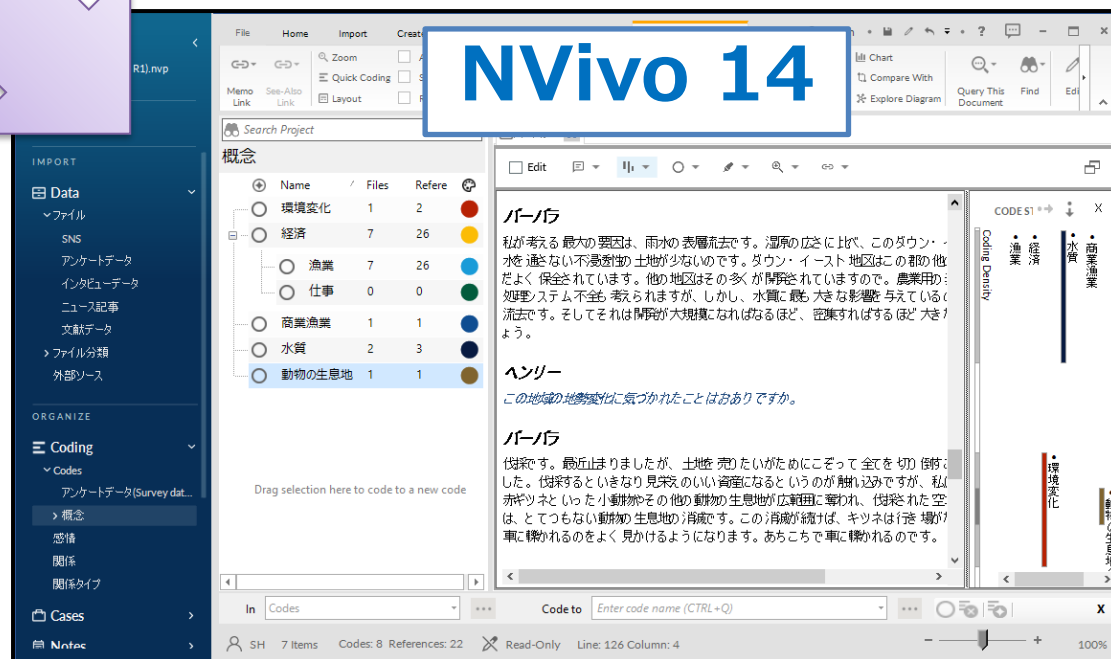 NVivo 14
R1).nvp
IMPORT
Data
ファイル
SNS
アンケートデータ
インタビューデータ
ニュース記事
文献データ
ファイル分類
外部ソース
ORGANIZE
Coding
Codes
アンケートデータ(Survey dat...
概念
感情
関係
関係タイプ
Cases
Notes
File Home Import
Memo Link
See-Also Link
Zoom
Quick Coding
Layout
Chart
Compare With
Explore Diagram
Query This Document
Find
Search Project
概念
Name Files Refere
環境変化 1 2
経済 7 26
漁業 7 26
仕事 0 0
商業漁業 1 1
水質 2 3
動物の生息地 1 1
Drag selection here to code to a new code
Edit
バーバラ
私が考える最大の要因は、雨水の表層流去です。湿原の広さに比べ、このダウン・
水を通さない不浸透性の土地が少ないのです。ダウン・イースト地区はこの郡の他
だよく保全されています。他の地区はその多くが開発されていますので。農業用の
処理システム不全も考えられますが、しかし、水質に最も大きな影響を与えている
流去です。そしてそれは開発が大規模になればなるほど、密集すればするほど大き
よう。
ヘンリー
この地域の地勢変化に気づかれたことはおありですか。
バーバラ
伐採です。最近止まりましたが、土地を売りたいがためにこぞって全てを切り倒す
した。伐採するといきなり見栄えのいい資産になるというのが触れ込みですが、私
赤ギツネといった小動物やその他の動物の生息地が広範囲に奪われ、伐採された空
は、とてつもない動物の生息地の消滅です。この消滅が続けば、キツネは行き場が
車に轢かれるのをよく見かけるようになります。あちこちで車に轢かれるのです。
CODE ST
Coding Density
漁業
経済
水質
商業漁業
環境変化
動物の生息地
In Codes
Code to Enter code name (CTRL+Q)
SH 7 Items Codes: 8 References: 22 Read-Only Line: 126 Column: 4
100%